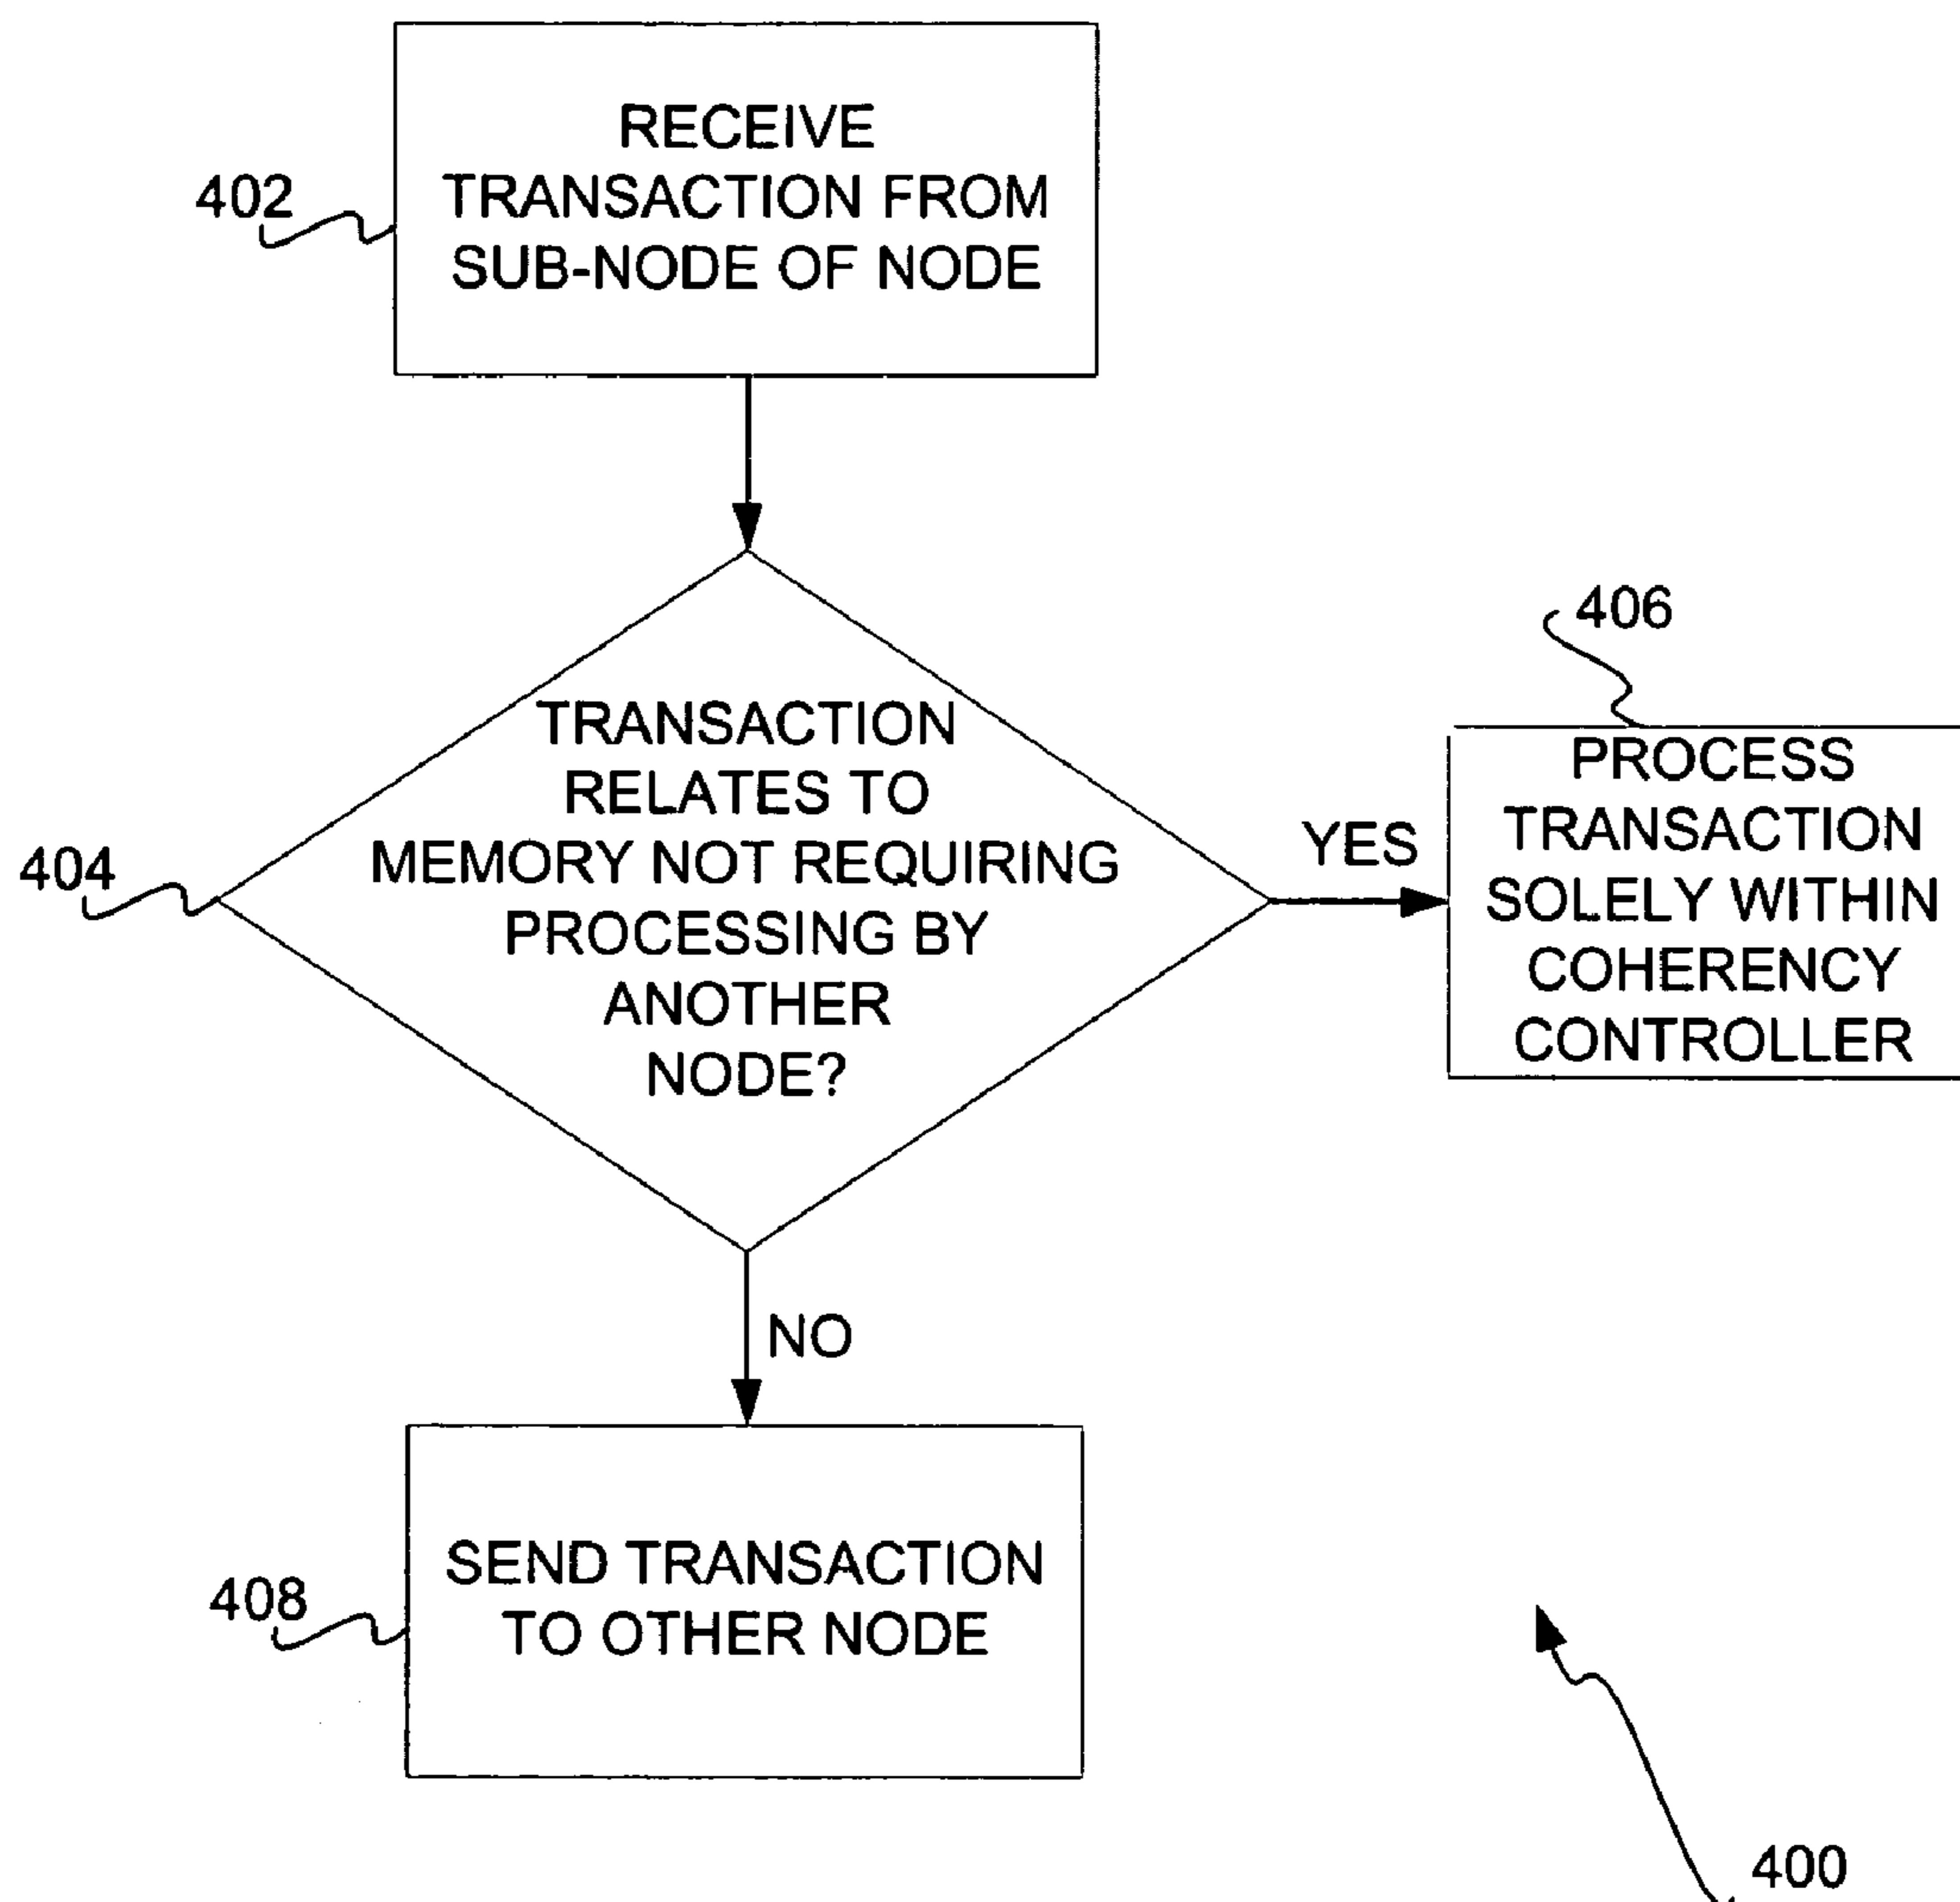 RECEIVE
TRANSACTION FROM
SUB-NODE OF NODE
402
TRANSACTION
RELATES TO
MEMORY NOT REQUIRING
PROCESSING BY
ANOTHER
NODE?
404
YES
406
PROCESS
TRANSACTION
SOLELY WITHIN
COHERENCY
CONTROLLER
NO
SEND TRANSACTION
TO OTHER NODE
408
400